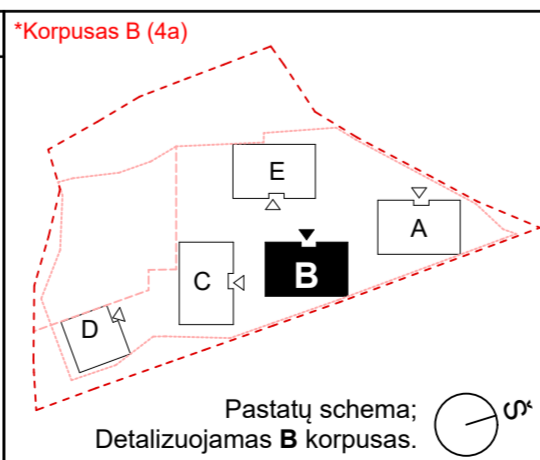 *Korpusas B (4a)
E
A
B
C
D
Pastatų schema;
Detalizuojamas B korpusas.
Š